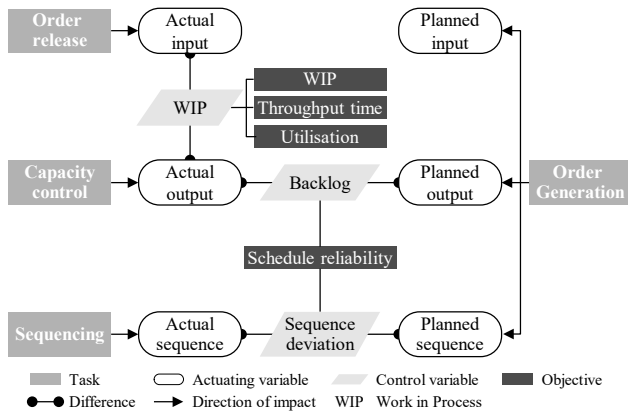 Order
release
Actual
input
Planned
input
WIP
WIP
Throughput time
Utilisation
Capacity
control
Actual
output
Backlog
Planned
output
Order
Generation
Schedule reliability
Sequencing
Actual
sequence
Sequence
deviation
Planned
sequence
Task
Actuating variable
Control variable
Objective
Difference
Direction of impact
WIP Work in Process